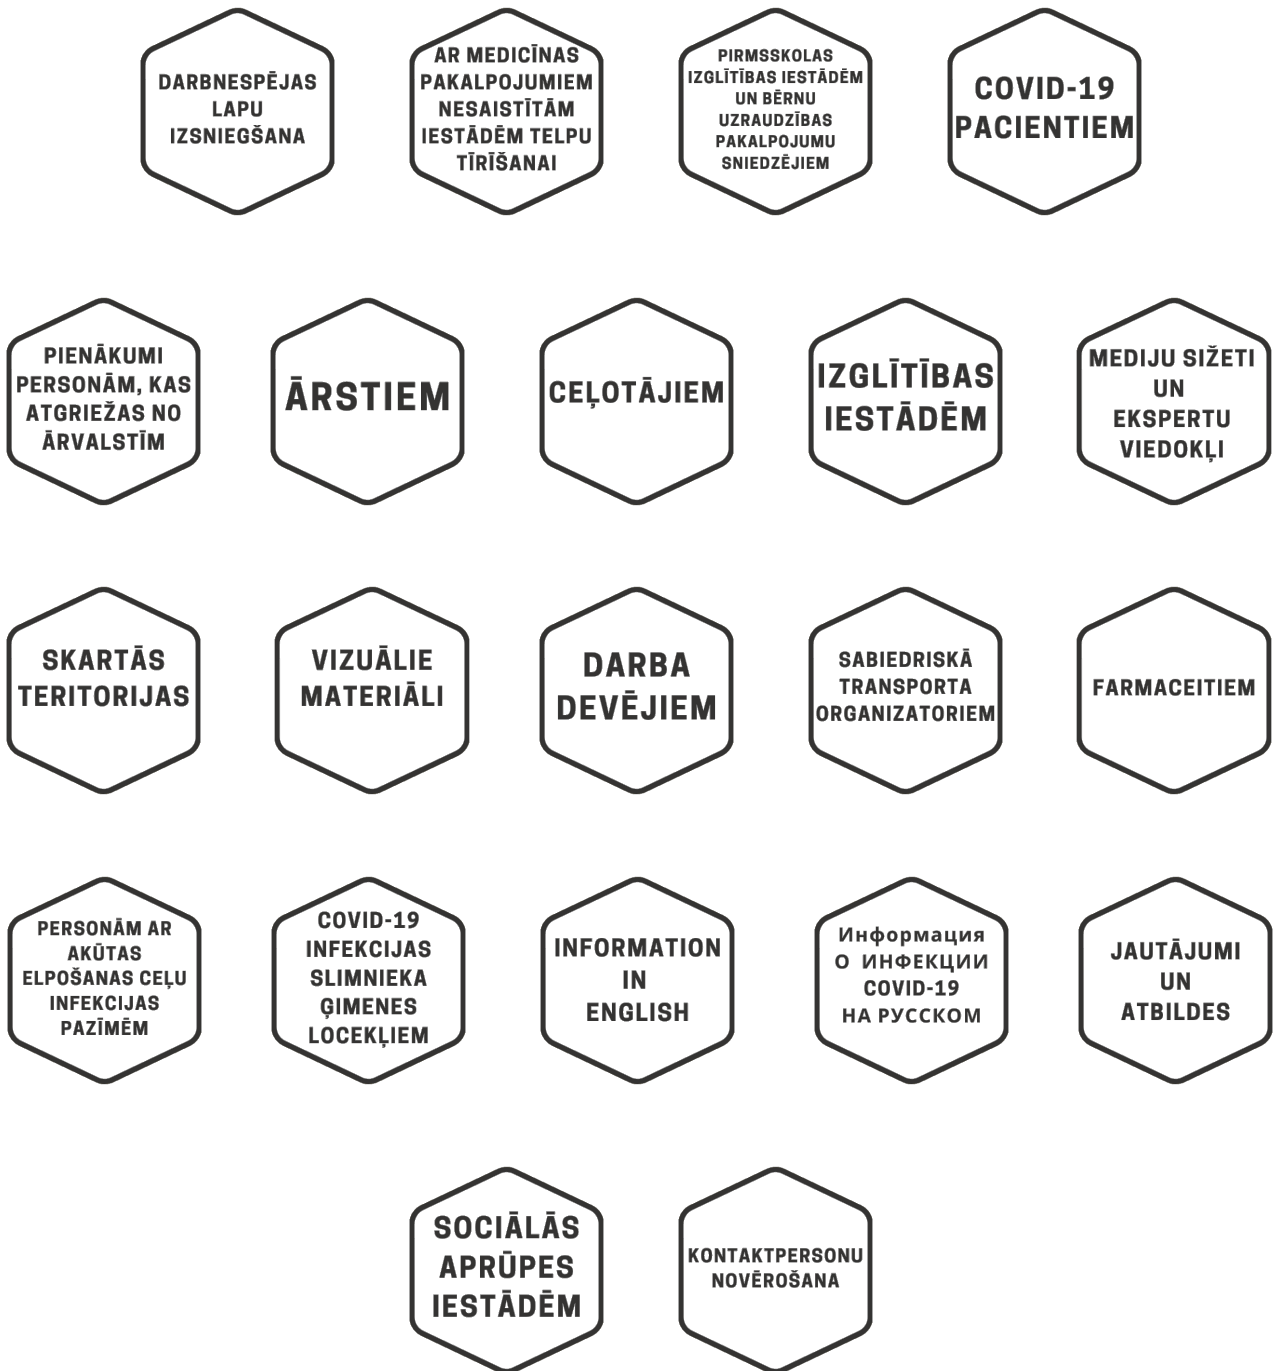 DARBNESPĒJAS
LAPU
IZSNIEGŠANA
AR MEDICĪNAS
PAKALPOJUMIEM
NESAISTĪTĀM
IESTĀDĒM TELPU
TĪRĪŠANAI
PIRMSSKOLAS
IZGLĪTĪBAS IESTĀDĒM
UN BĒRNU
UZRAUDZĪBAS
PAKALPOJUMU
SNIEDZĒJIEM
COVID-19
PACIENTIEM
PIENĀKUMI
PERSONĀM, KAS
ATGRIEŽAS NO
ĀRVALSTĪM
ĀRSTIEM
CEĻOTĀJIEM
IZGLĪTĪBAS
IESTĀDĒM
MEDIJU SIŽETI
UN
EKSPERTU
VIEDOKĻI
SKARTĀS
TERITORIJAS
VIZUĀLIE
MATERIĀLI
DARBA
DEVĒJIEM
SABIEDRISKĀ
TRANSPORTA
ORGANIZATORIEM
FARMACEITIEM
PERSONĀM AR
AKŪTAS
ELPOŠANAS CEĻU
INFEKCIJAS
PAZĪMĒM
COVID-19
INFEKCIJAS
SLIMNIEKA
ĢIMENES
LOCEKĻIEM
INFORMATION
IN
ENGLISH
Информация
О ИНФЕКЦИИ
COVID-19
НА РУССКОМ
JAUTĀJUMI
UN
ATBILDES
SOCIĀLĀS
APRŪPES
IESTĀDĒM
KONTAKTPERSONU
NOVĒROŠANA